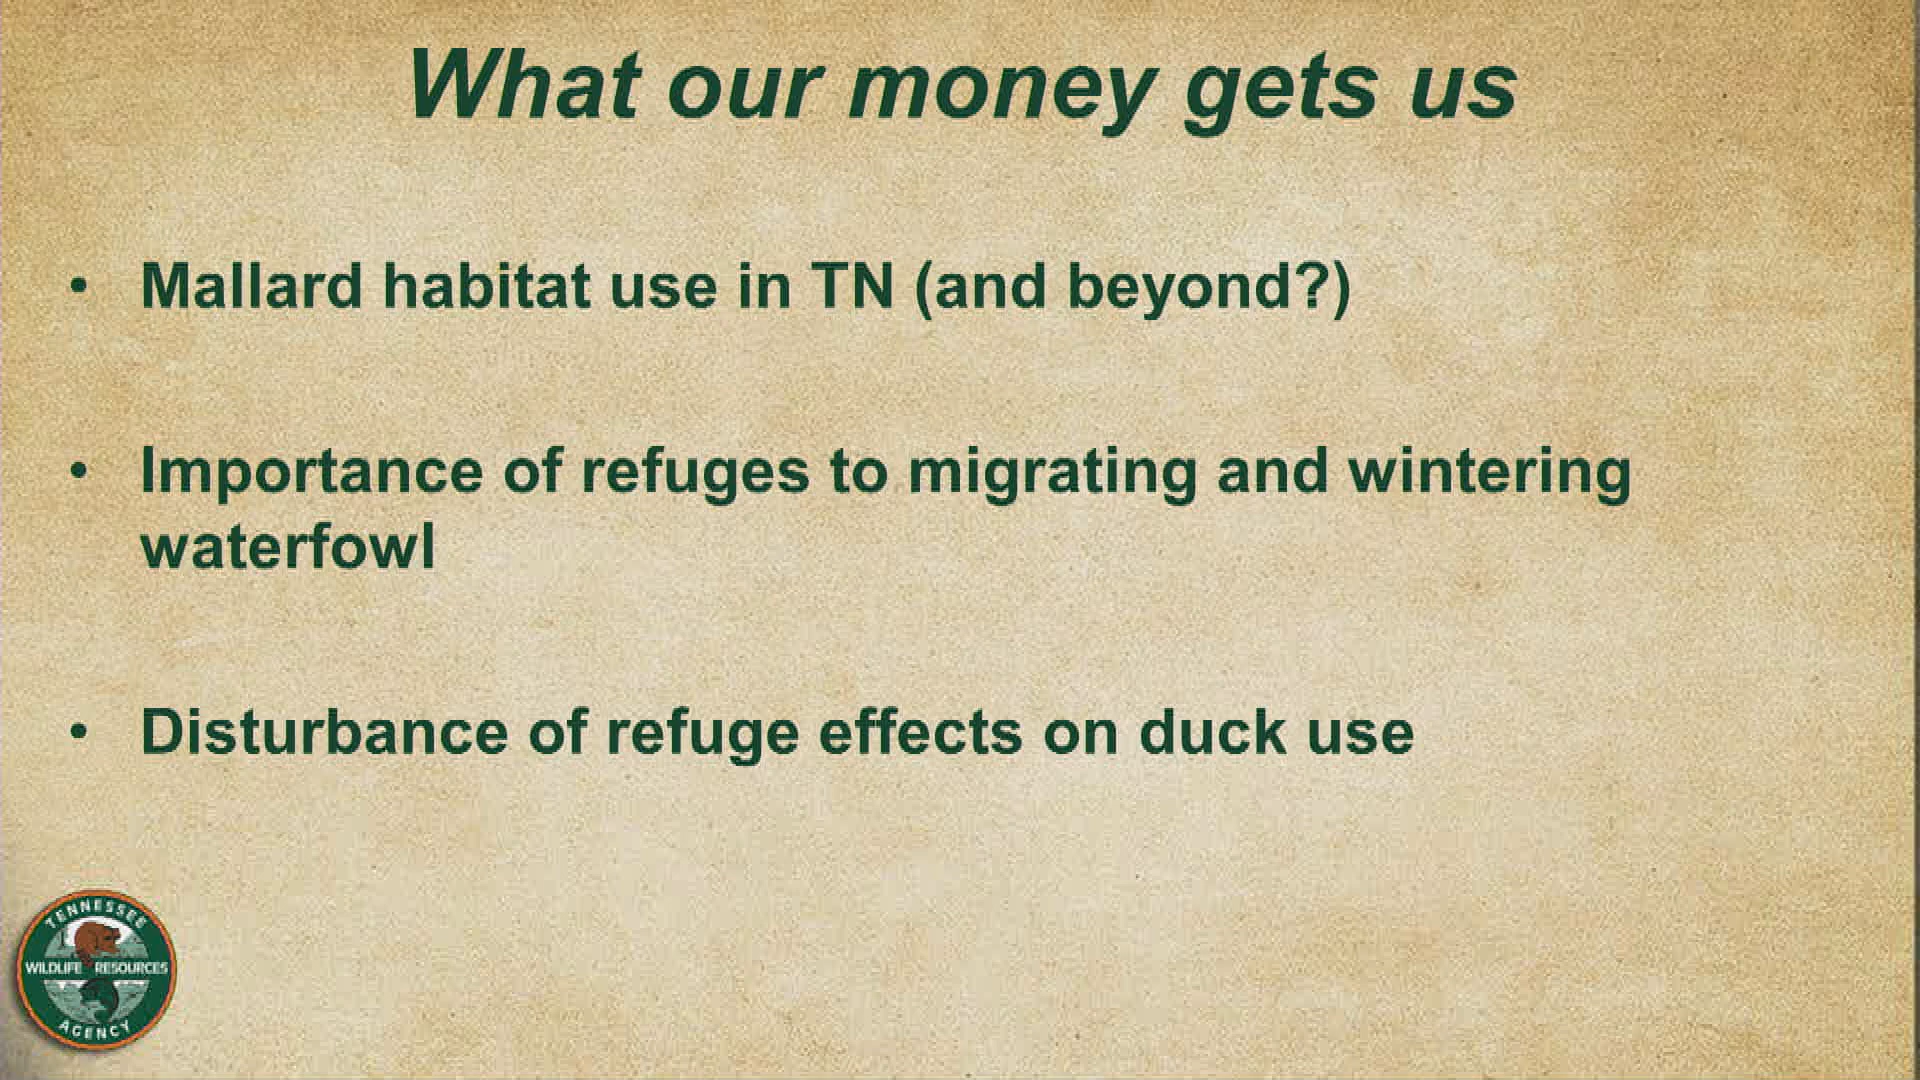 What our money gets us
• Mallard habitat use in TN (and beyond?)
• Importance of refuges to migrating and wintering
waterfowl
• Disturbance of refuge effects on duck use
TENNESSEE
WILDLIFE RESOURCES
AGENCY